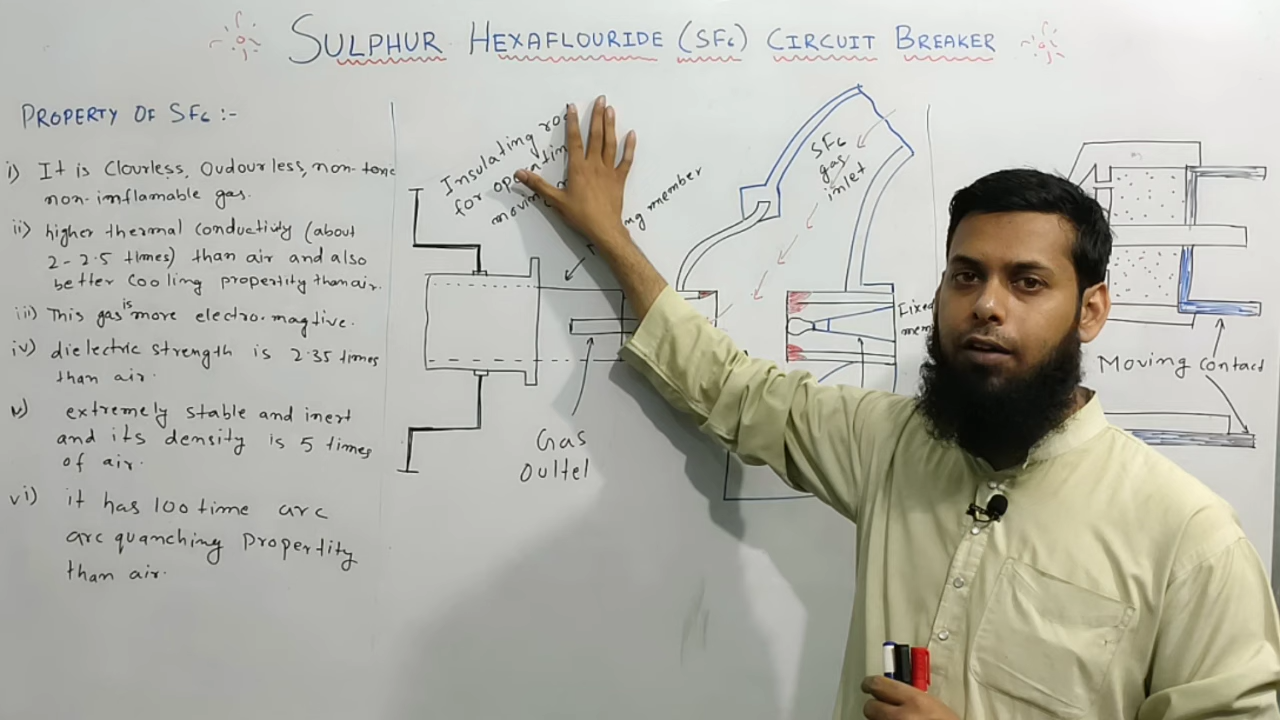 SULPHUR HEXAFLOURIDE (SF6) CIRCUIT BREAKER
PROPERTY OF SF6 :-
i) It is Clourless, Oudourless, non-toxic
non-inflamable gas.
ii) higher thermal conductivity (about
2-2.5 times) than air and also
better cooling propertity than air.
iii) This gas is more electro.magtive.
iv) dielectric strength is 2.35 times
than air.
v) extremely stable and inert
and its density is 5 times
of air.
vi) it has 100 time arc
arc quanching propertity
than air.
Insulating
for
member
Gas
Oultel
SF6
gas
inlet
Fixed
Moving contact